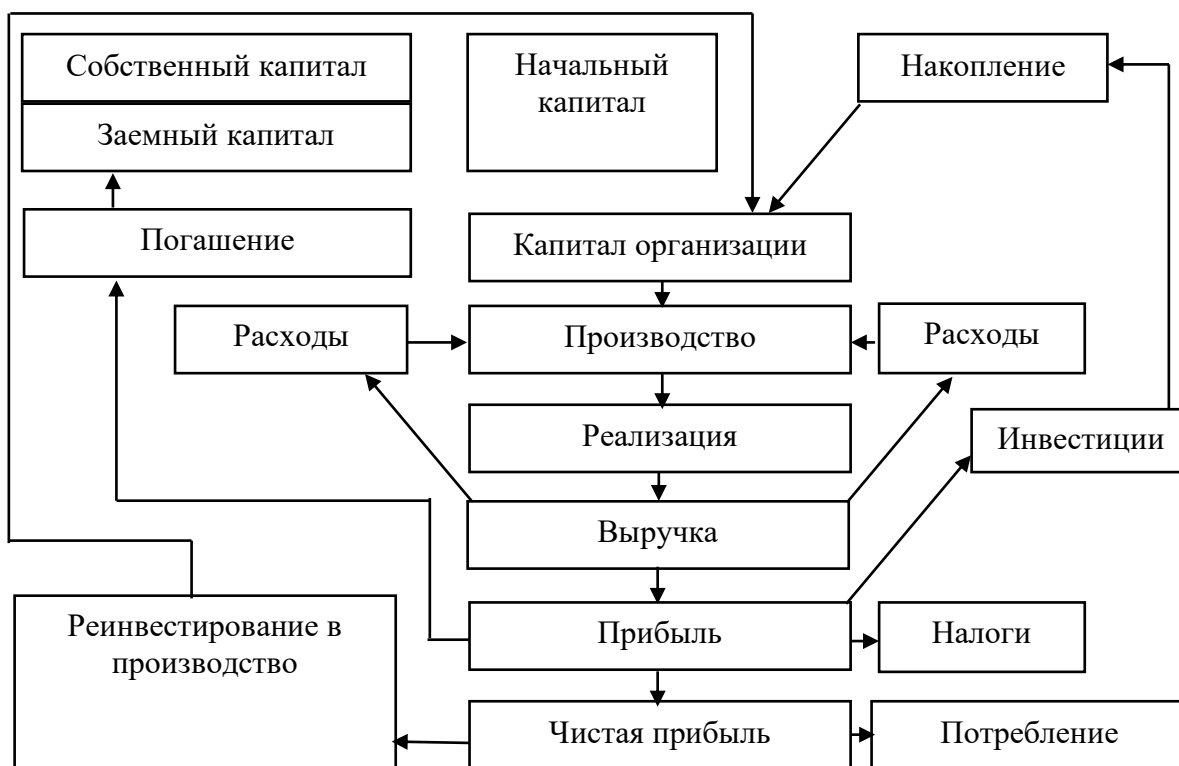 Собственный капитал
Начальный
капитал
Накопление
Заемный капитал
Погашение
Капитал организации
Расходы
Производство
Расходы
Реализация
Инвестиции
Выручка
Реинвестирование в
производство
Прибыль
Налоги
Чистая прибыль
Потребление